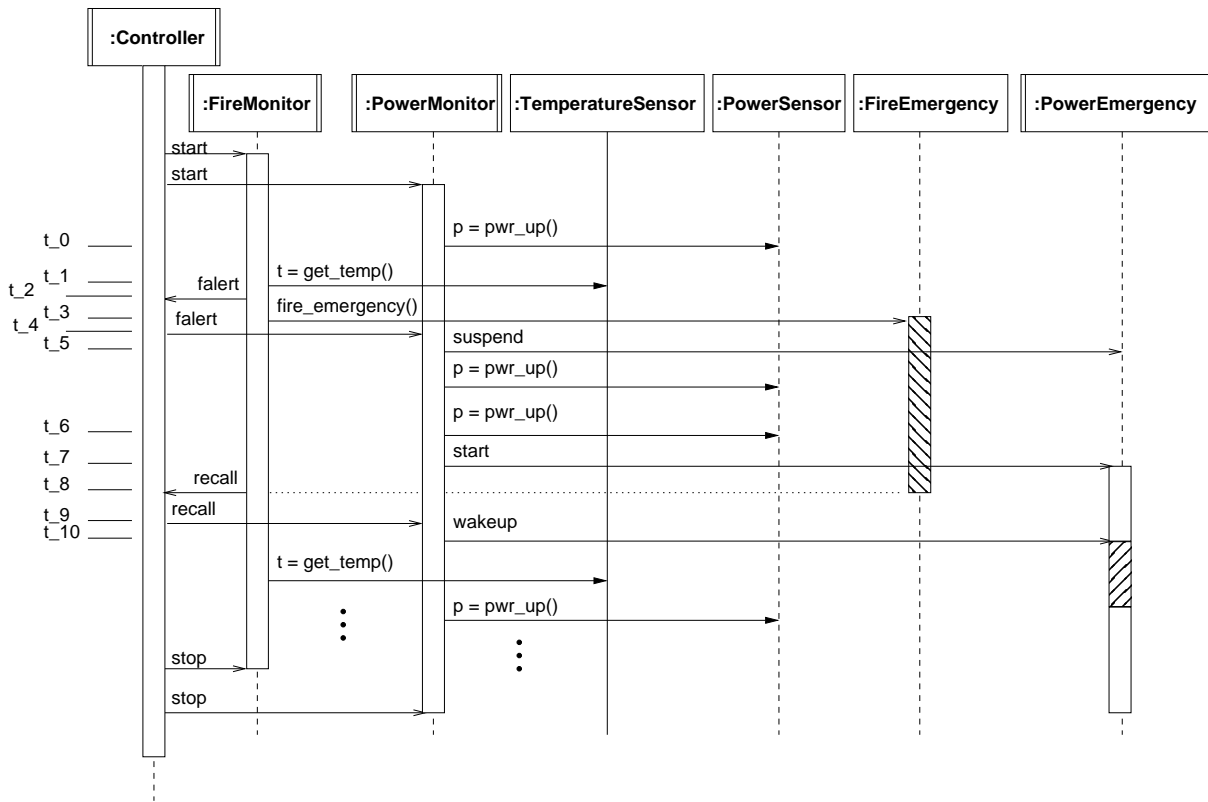 :Controller
:FireMonitor
:PowerMonitor
:TemperatureSensor
:PowerSensor
:FireEmergency
:PowerEmergency
start
start
t_0
p = pwr_up()
t_1
t = get_temp()
t_2
falert
t_3
fire_emergency()
t_4
falert
t_5
suspend
p = pwr_up()
t_6
p = pwr_up()
t_7
start
t_8
recall
t_9
recall
t_10
wakeup
t = get_temp()
p = pwr_up()
stop
stop